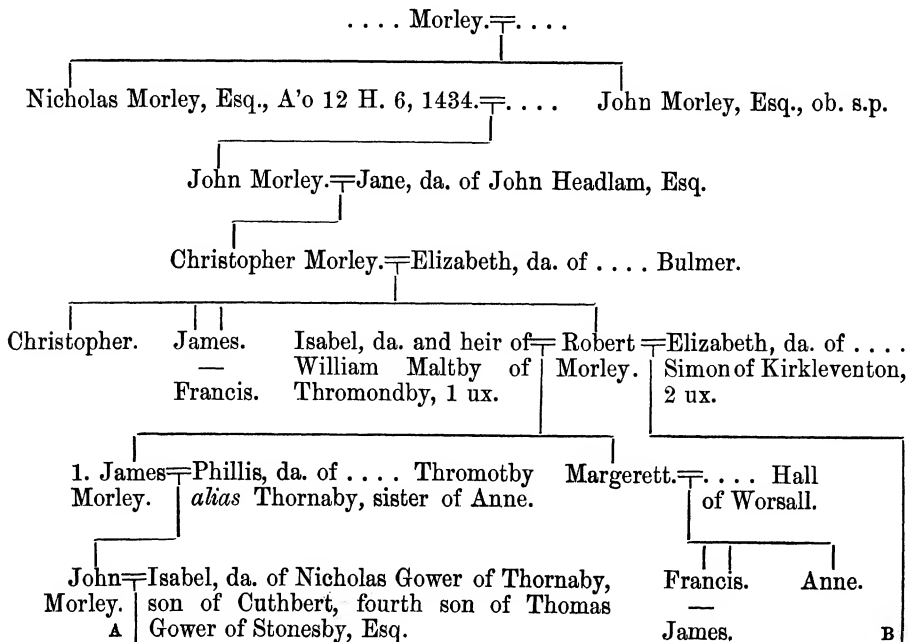 . . . . Morley. . . . .
Nicholas Morley, Esq., A'o 12 H. 6, 1434. . . . . John Morley, Esq., ob. s.p.
John Morley. Jane, da. of John Headlam, Esq.
Christopher Morley. Elizabeth, da. of . . . . Bulmer.
Christopher.
James.
—
Francis.
Isabel, da. and heir of
William Maltby of
Thromondby, 1 ux.
Robert
Morley.
Elizabeth, da. of . . . .
Simon of Kirkleventon,
2 ux.
1. James
Morley.
Phillis, da. of . . . . Thromotby
alias Thornaby, sister of Anne.
Margerett.
. . . . Hall
of Worsall.
John
Morley.
A
Isabel, da. of Nicholas Gower of Thornaby,
son of Cuthbert, fourth son of Thomas
Gower of Stonesby, Esq.
Francis.
—
James.
Anne.
B